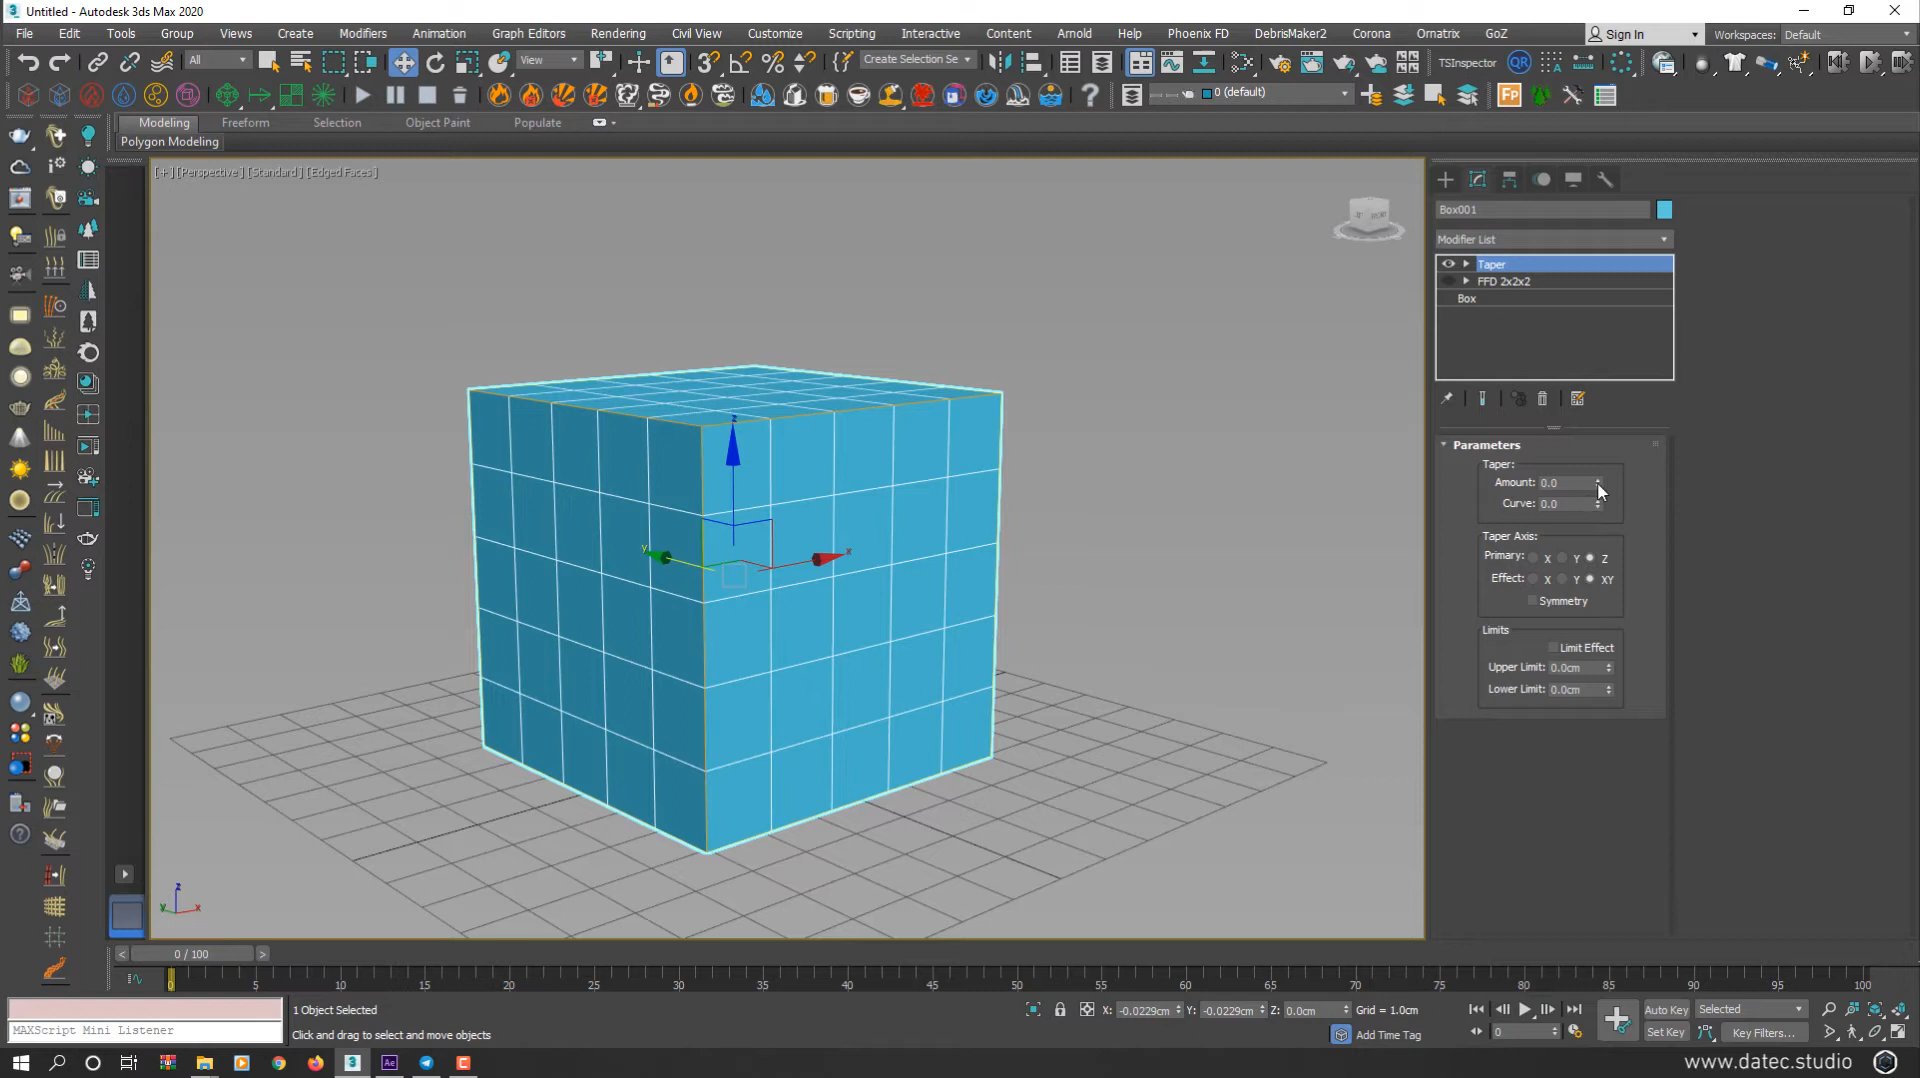 Untitled - Autodesk 3ds Max 2020
File Edit Tools Group Views Create Modifiers Animation Graph Editors Rendering Civil View Customize Scripting Interactive Content Arnold Help Phoenix FD DebrisMaker2 Corona Ornatrix GoZ Sign In Workspaces: Default
All View Create Selection Se TSInspector QR
0 (default) Fp
Modeling Freeform Selection Object Paint Populate
Polygon Modeling
[+] [Perspective] [Standard] [Edged Faces]
Box001
Modifier List
Taper
FFD 2x2x2
Box
Parameters
Taper:
Amount: 0.0
Curve: 0.0
Taper Axis:
Primary: X Y Z
Effect: X Y XY
Symmetry
Limits
Limit Effect
Upper Limit: 0.0cm
Lower Limit: 0.0cm
z
y x
z
y x
< 0 / 100 >
0 5 10 15 20 25 30 35 40 45 50 55 60 65 70 75 80 85 90 95 100
1 Object Selected X: -0.0229cm Y: -0.0229cm Z: 0.0cm Grid = 1.0cm Auto Key Selected
MAXScript Mini Listener Click and drag to select and move objects Add Time Tag 0 Set Key Key Filters...
www.datec.studio